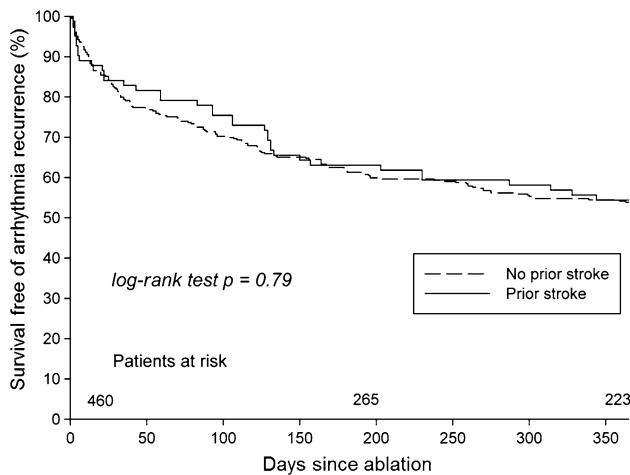 Survival free of arrhythmia recurrence (%)
100
90
80
70
60
50
40
30
20
10
0
log-rank test p = 0.79
No prior stroke
Prior stroke
Patients at risk
460 265 223
0 50 100 150 200 250 300 350
Days since ablation